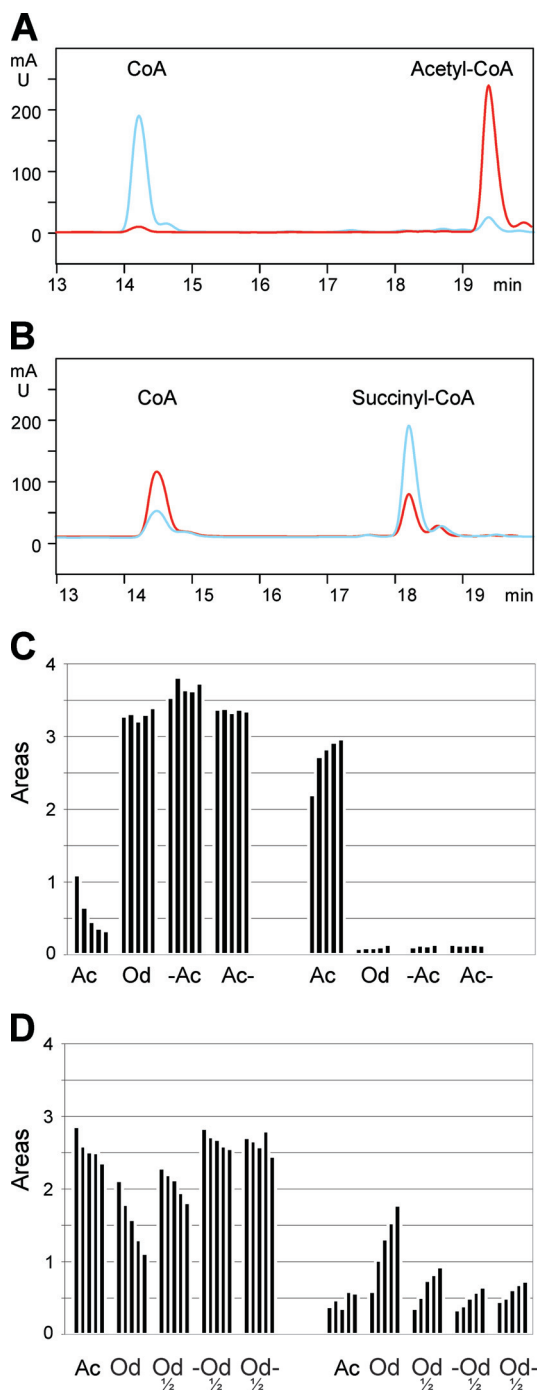 A
mA
U
CoA
Acetyl-CoA
200
100
0
13 14 15 16 17 18 19 min
B
mA
U
CoA
Succinyl-CoA
200
100
0
13 14 15 16 17 18 19 min
C
Areas
4
3
2
1
0
Ac Od -Ac Ac- Ac Od -Ac Ac-
D
Areas
4
3
2
1
0
Ac Od Od -Od Od- Ac Od Od -Od Od-
½ ½ ½ ½ ½ ½